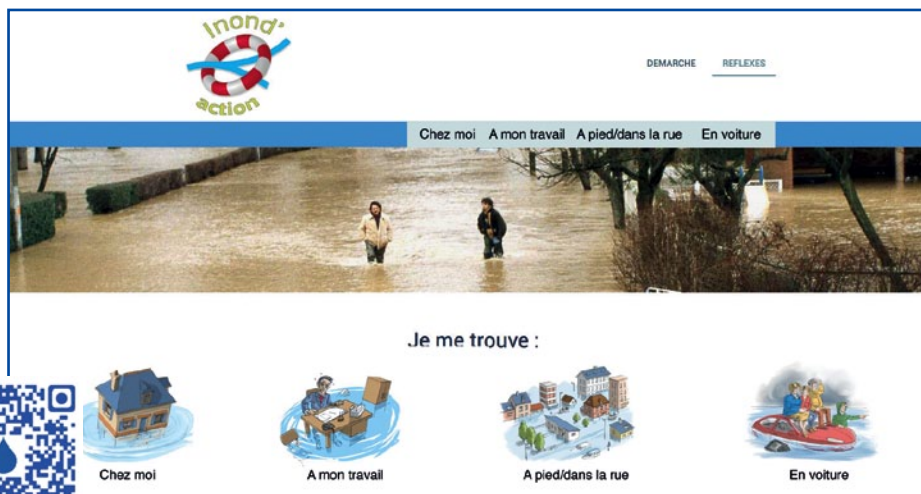 Inond'
action
DEMARCHE REFLEXES
Chez moi A mon travail A pied/dans la rue En voiture
Je me trouve :
Chez moi A mon travail A pied/dans la rue En voiture